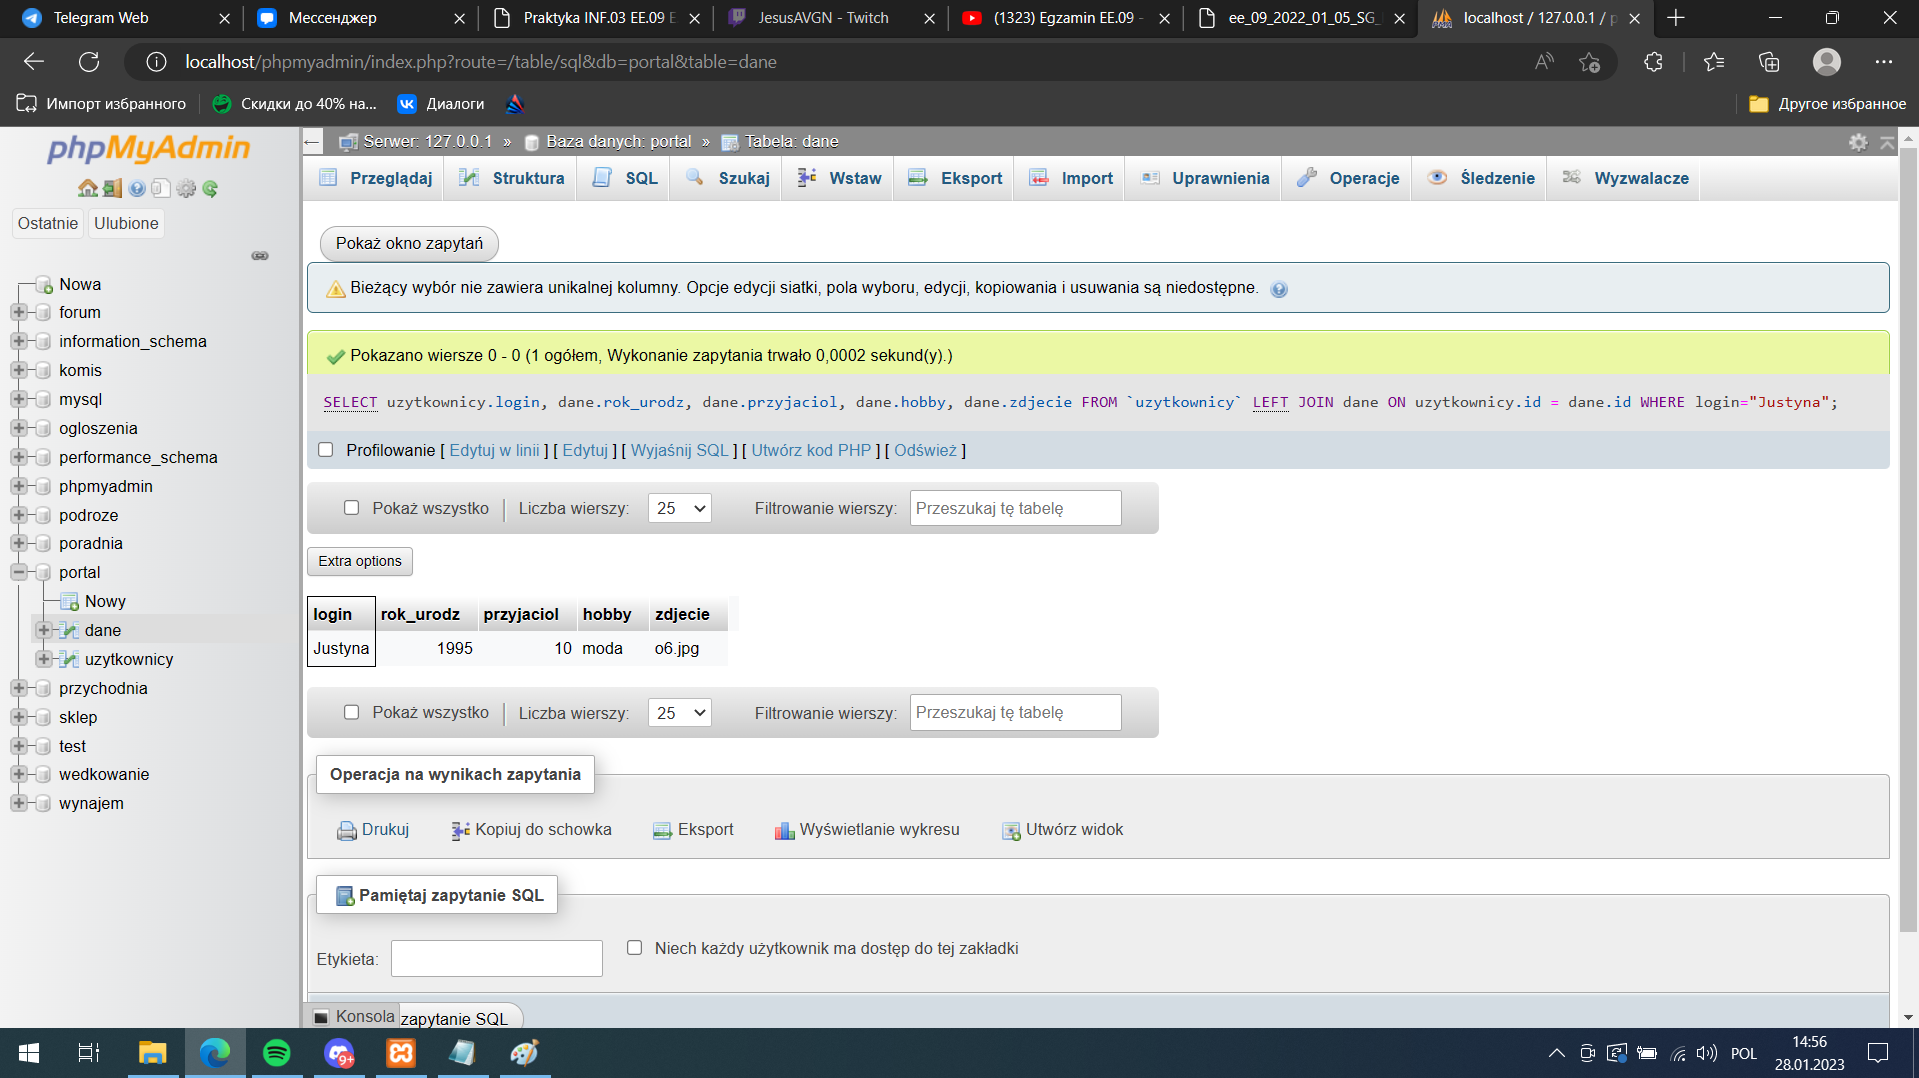 Telegram Web
Мессенджер
Praktyka INF.03 EE.09 E
JesusAVGN - Twitch
(1323) Egzamin EE.09 -
ee_09_2022_01_05_SG_
localhost / 127.0.0.1 / p
localhost/phpmyadmin/index.php?route=/table/sql&db=portal&table=dane
Импорт избранного
Скидки до 40% на...
Диалоги
Другое избранное
phpMyAdmin
Ostatnie
Ulubione
Nowa
forum
information_schema
komis
mysql
ogloszenia
performance_schema
phpmyadmin
podroze
poradnia
portal
Nowy
dane
uzytkownicy
przychodnia
sklep
test
wedkowanie
wynajem
Serwer: 127.0.0.1 » Baza danych: portal » Tabela: dane
Przeglądaj
Struktura
SQL
Szukaj
Wstaw
Eksport
Import
Uprawnienia
Operacje
Śledzenie
Wyzwalacze
Pokaż okno zapytań
Bieżący wybór nie zawiera unikalnej kolumny. Opcje edycji siatki, pola wyboru, edycji, kopiowania i usuwania są niedostępne.
Pokazano wiersze 0 - 0 (1 ogółem, Wykonanie zapytania trwało 0,0002 sekund(y).)
SELECT uzytkownicy.login, dane.rok_urodz, dane.przyjaciol, dane.hobby, dane.zdjecie FROM `uzytkownicy` LEFT JOIN dane ON uzytkownicy.id = dane.id WHERE login="Justyna";
Profilowanie [ Edytuj w linii ] [ Edytuj ] [ Wyjaśnij SQL ] [ Utwórz kod PHP ] [ Odśwież ]
Pokaż wszystko
Liczba wierszy:
25
Filtrowanie wierszy:
Przeszukaj tę tabelę
Extra options
login rok_urodz przyjaciol hobby zdjecie
Justyna 1995 10 moda o6.jpg
Pokaż wszystko
Liczba wierszy:
25
Filtrowanie wierszy:
Przeszukaj tę tabelę
Operacja na wynikach zapytania
Drukuj
Kopiuj do schowka
Eksport
Wyświetlanie wykresu
Utwórz widok
Pamiętaj zapytanie SQL
Etykieta:
Niech każdy użytkownik ma dostęp do tej zakładki
Konsola
zapytanie SQL
9+
POL
14:56
28.01.2023